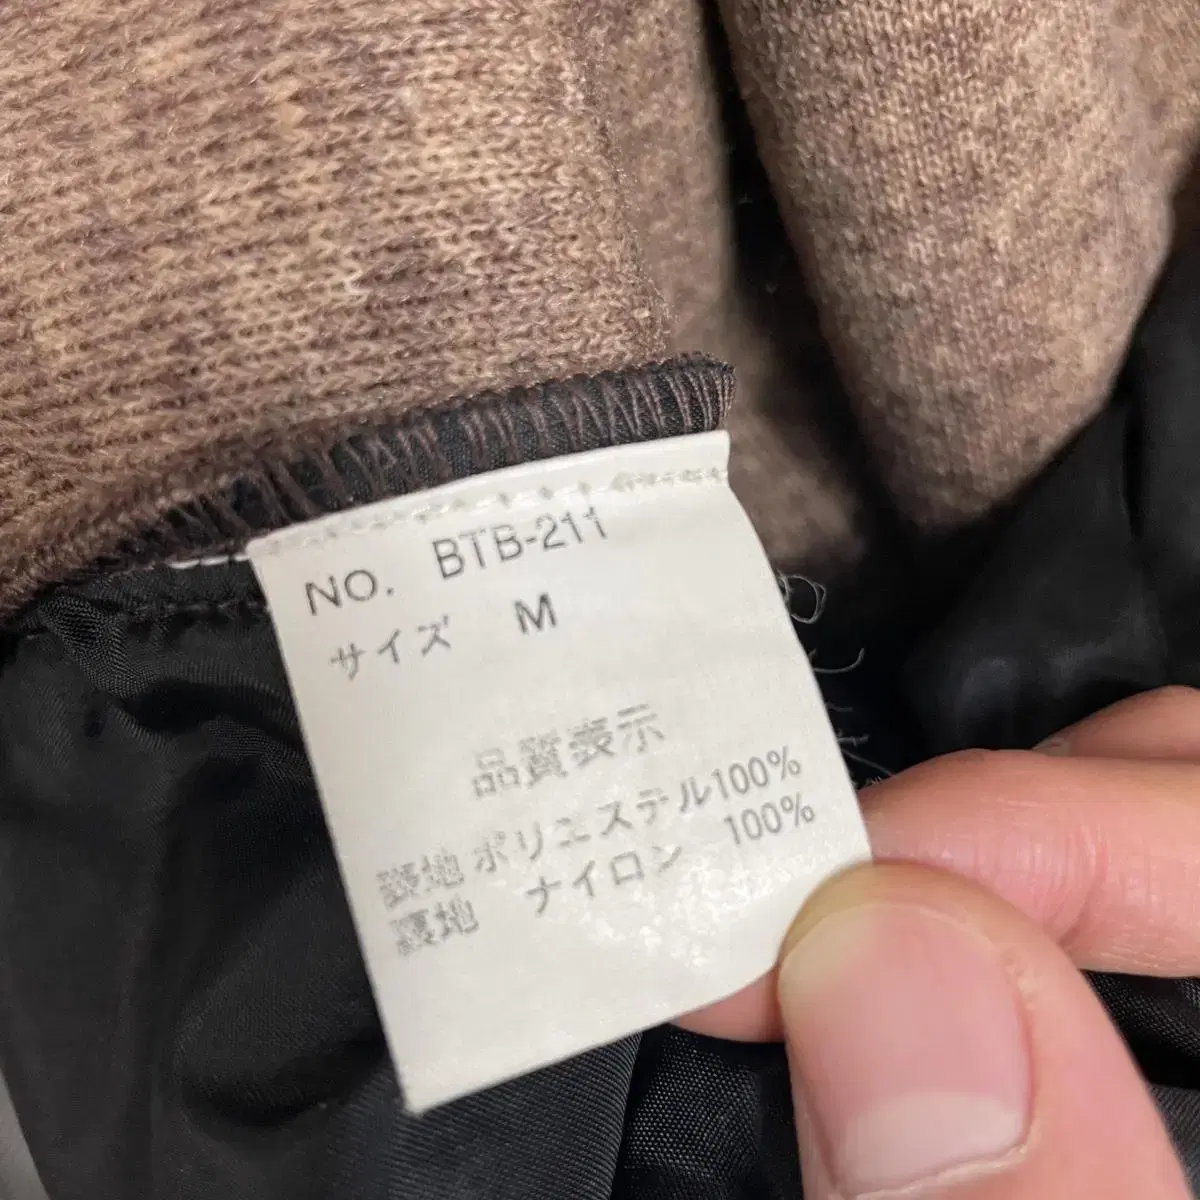 NO. BTB-211
サイズ M
品質表示
表地 ポリエステル100%
裏地 ナイロン 100%